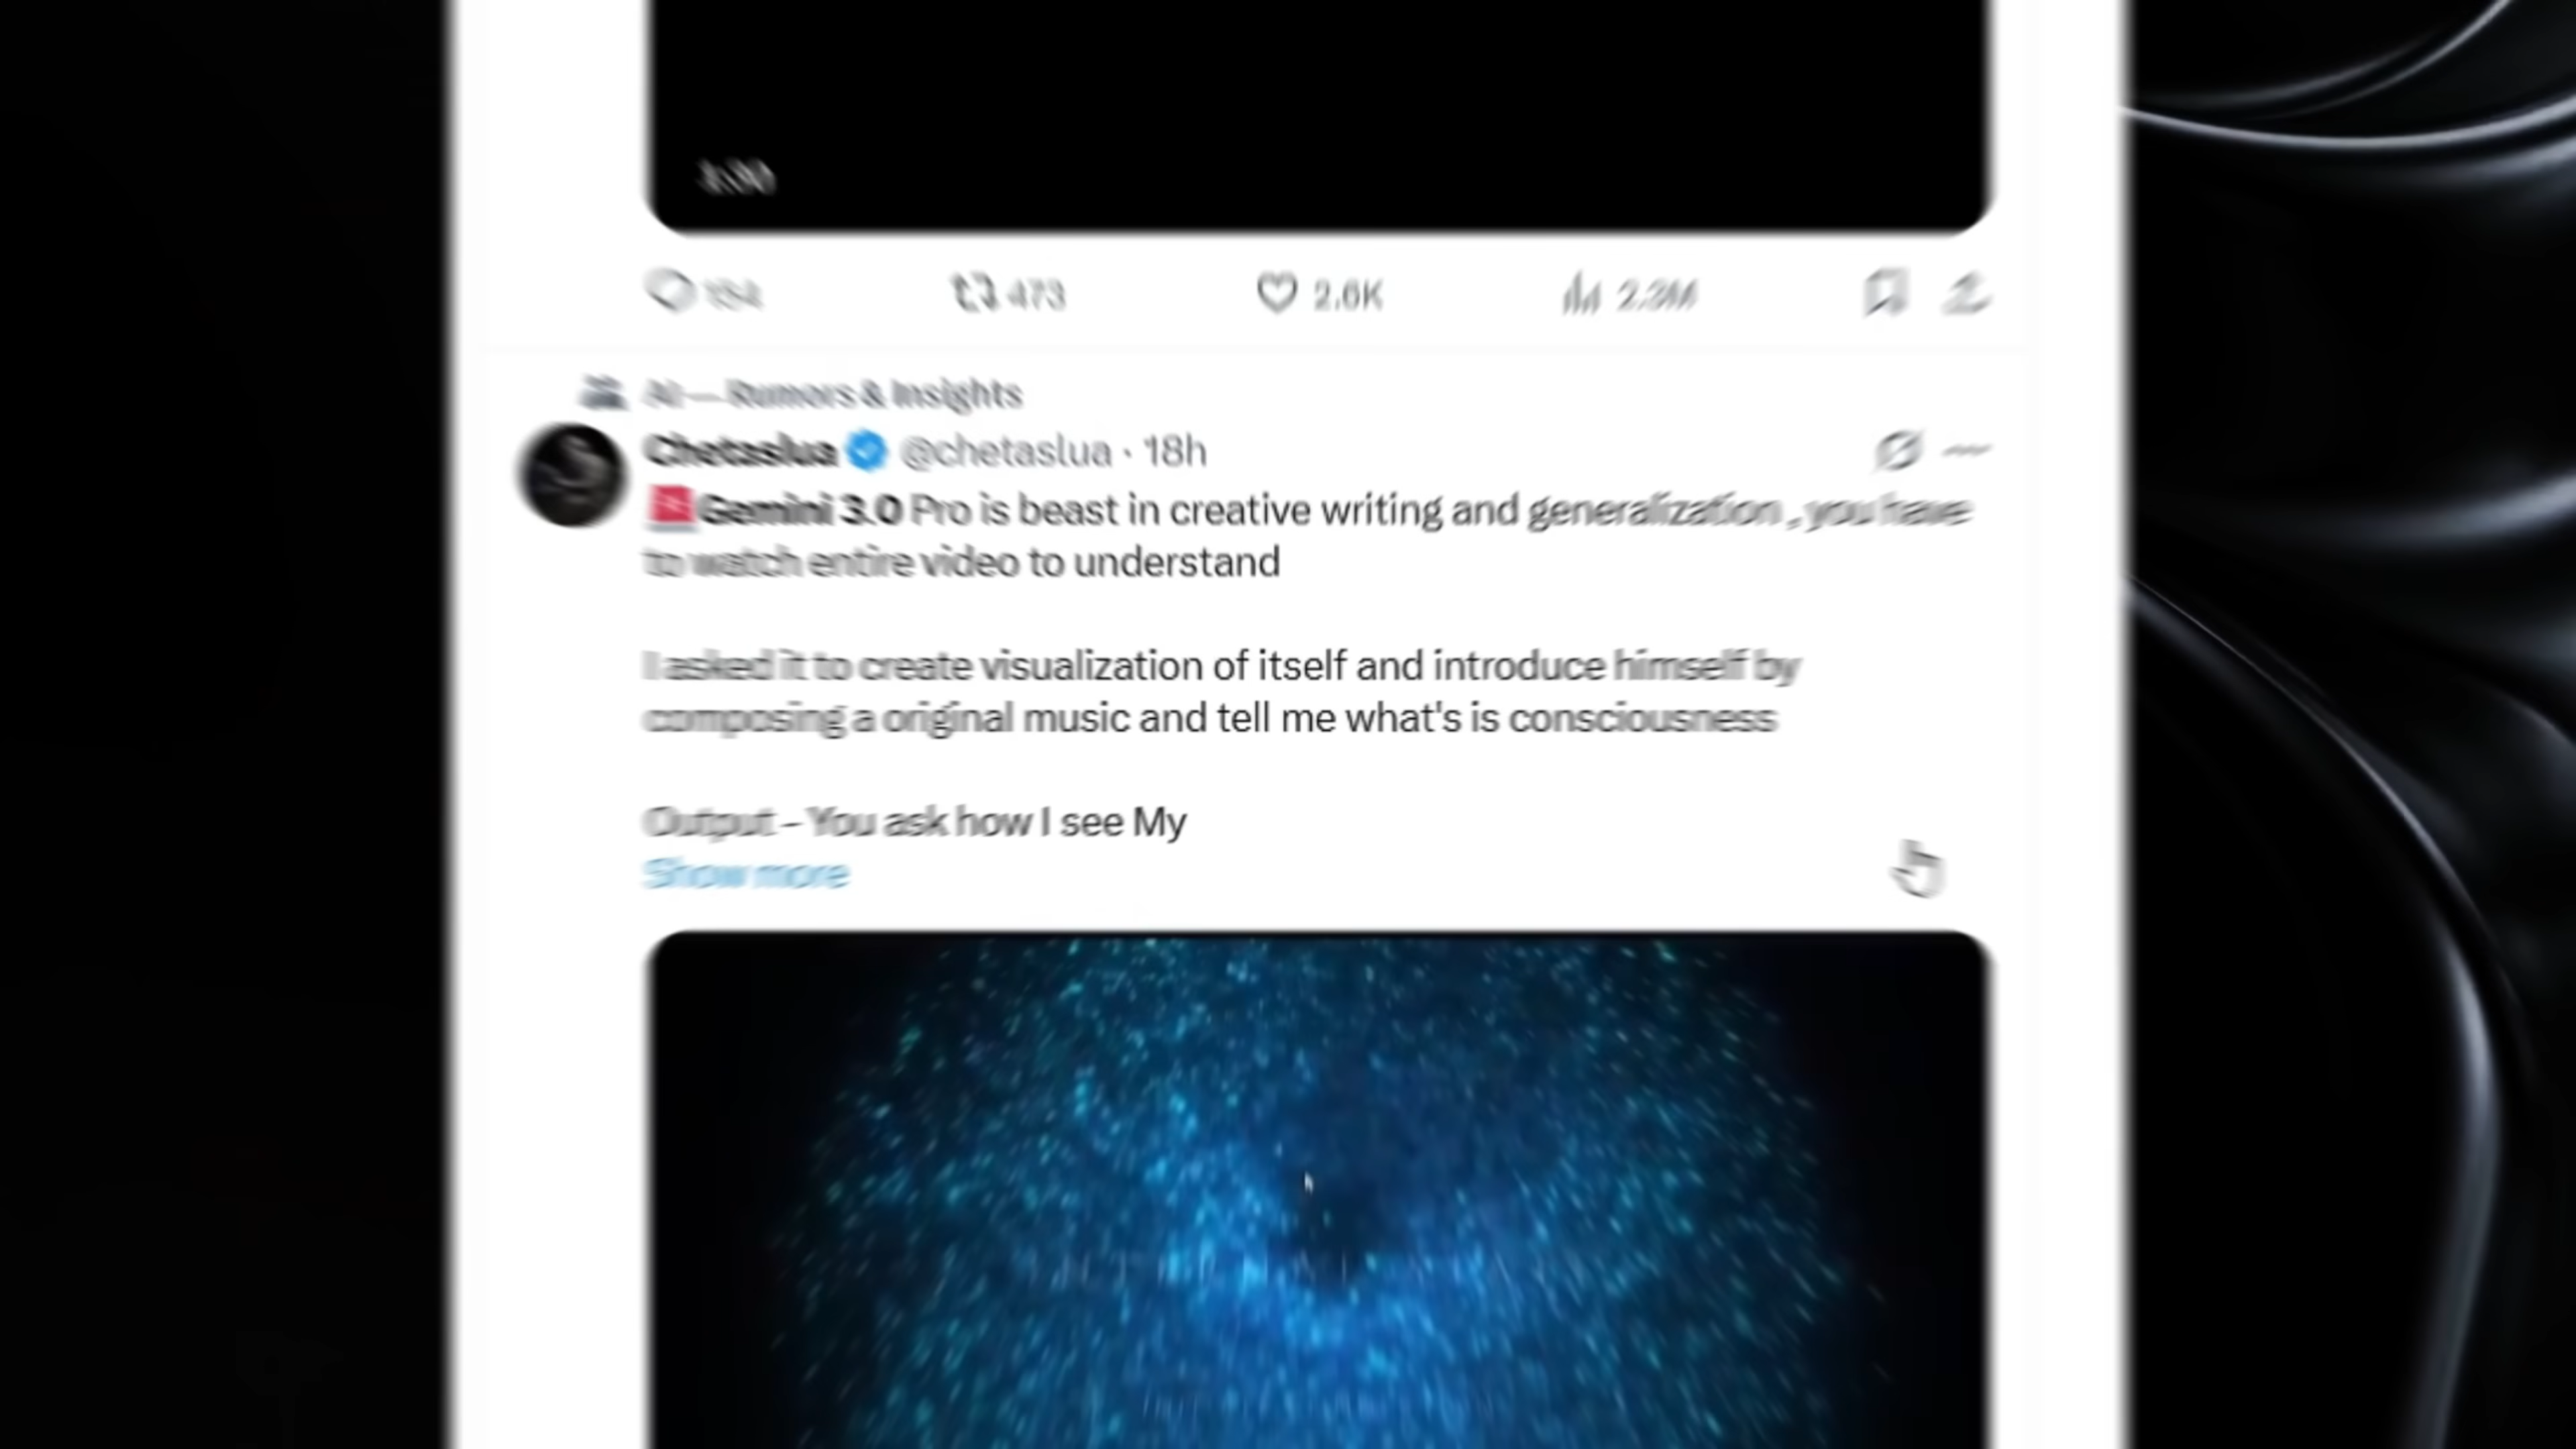 473
2.6K
2.3M
AI — Rumors & Insights
Chetaslua @chetaslua · 18h
Gemini 3.0 Pro is beast in creative writing and generalization , you have
to watch entire video to understand
I asked it to create visualization of itself and introduce himself by
composing a original music and tell me what's is consciousness
Output - You ask how I see My
Show more